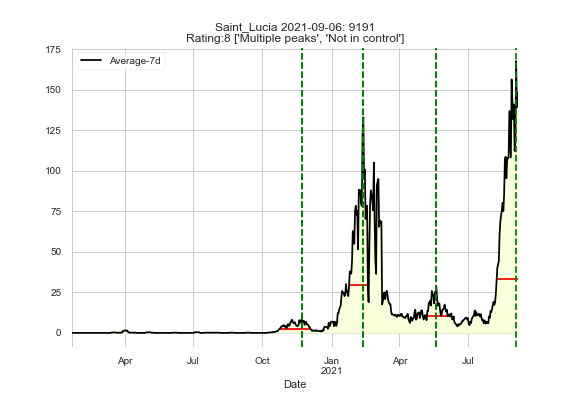 Saint_Lucia 2021-09-06: 9191
Rating:8 ['Multiple peaks', 'Not in control']
Average-7d
175
150
125
100
75
50
25
0
Apr
Jul
Oct
Jan
2021
Apr
Jul
Date